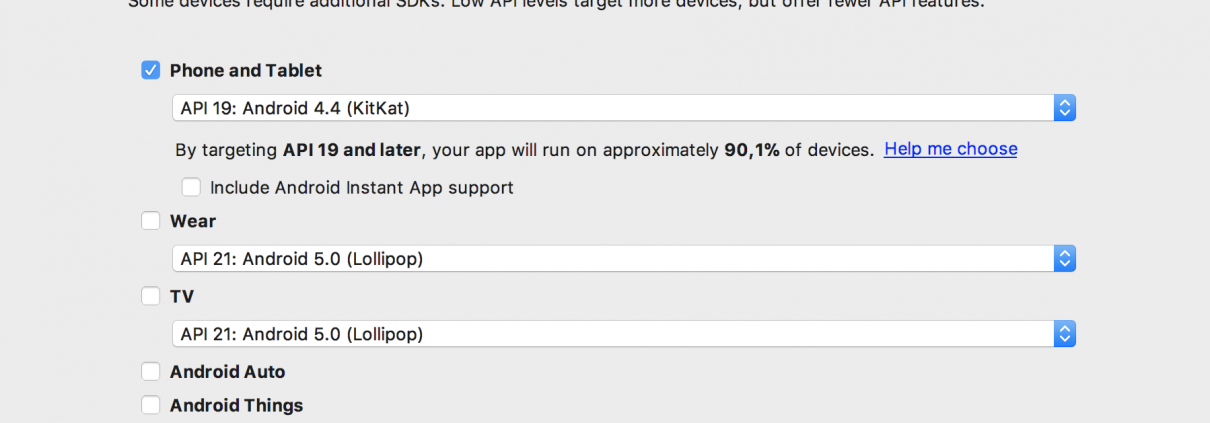 Some devices require additional SDKs. Low API levels target more devices, but offer fewer API features.
Phone and Tablet
API 19: Android 4.4 (KitKat)
By targeting API 19 and later, your app will run on approximately 90,1% of devices. Help me choose
Include Android Instant App support
Wear
API 21: Android 5.0 (Lollipop)
TV
API 21: Android 5.0 (Lollipop)
Android Auto
Android Things